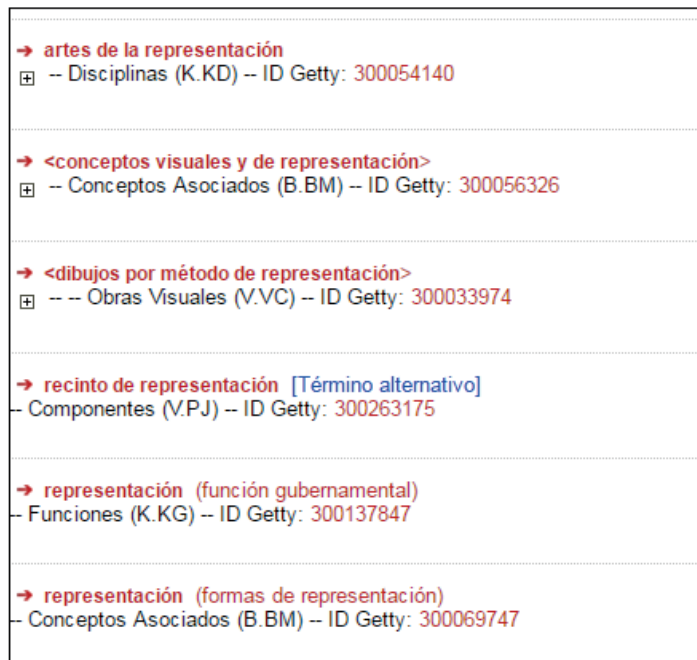 → artes de la representación
-- Disciplinas (K.KD) -- ID Getty: 300054140
→ <conceptos visuales y de representación>
-- Conceptos Asociados (B.BM) -- ID Getty: 300056326
→ <dibujos por método de representación>
-- -- Obras Visuales (V.VC) -- ID Getty: 300033974
→ recinto de representación [Término alternativo]
-- Componentes (V.PJ) -- ID Getty: 300263175
→ representación (función gubernamental)
-- Funciones (K.KG) -- ID Getty: 300137847
→ representación (formas de representación)
-- Conceptos Asociados (B.BM) -- ID Getty: 300069747